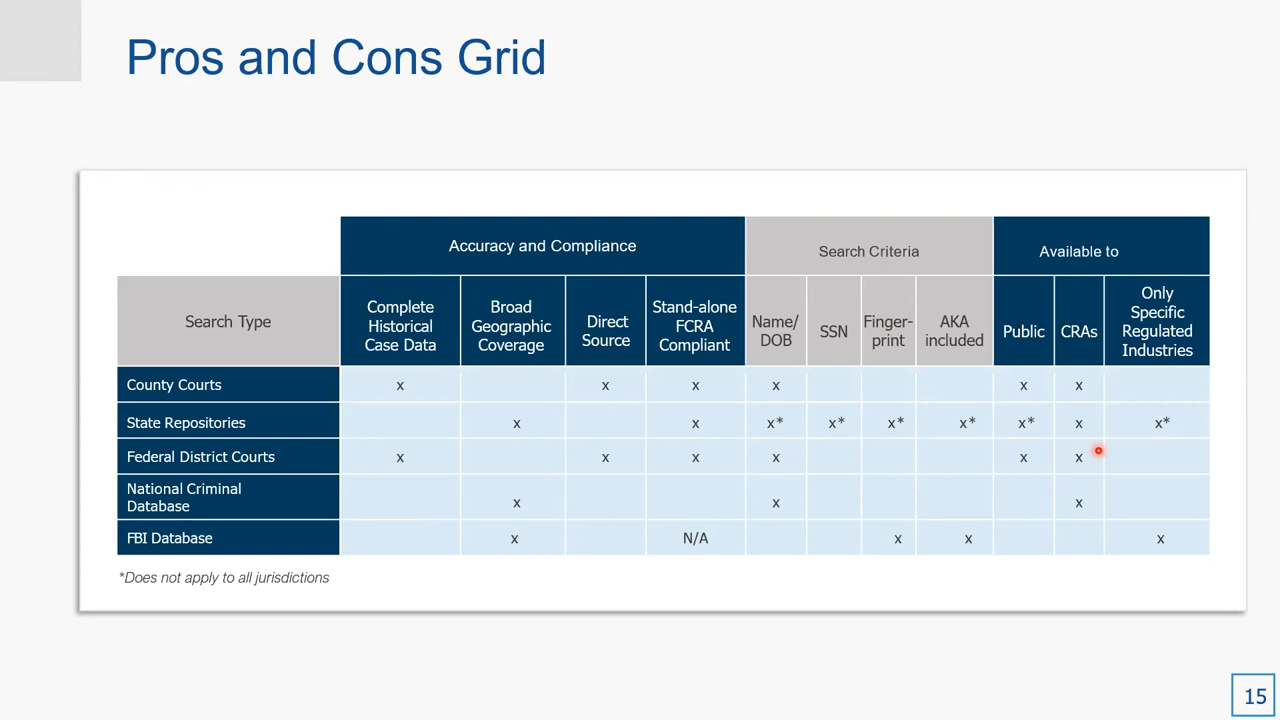 Pros and Cons Grid
Accuracy and Compliance Search Criteria Available to
Search Type
Complete
Historical
Case Data
Broad
Geographic
Coverage
Direct
Source
Stand-alone
FCRA
Compliant
Name/
DOB
SSN
Finger-
print
AKA
included
Public
CRAs
Only
Specific
Regulated
Industries
County Courts x x x x x x
State Repositories x x x* x* x* x* x* x x*
Federal District Courts x x x x x x
National Criminal
Database x x x
FBI Database x N/A x x x
*Does not apply to all jurisdictions
15